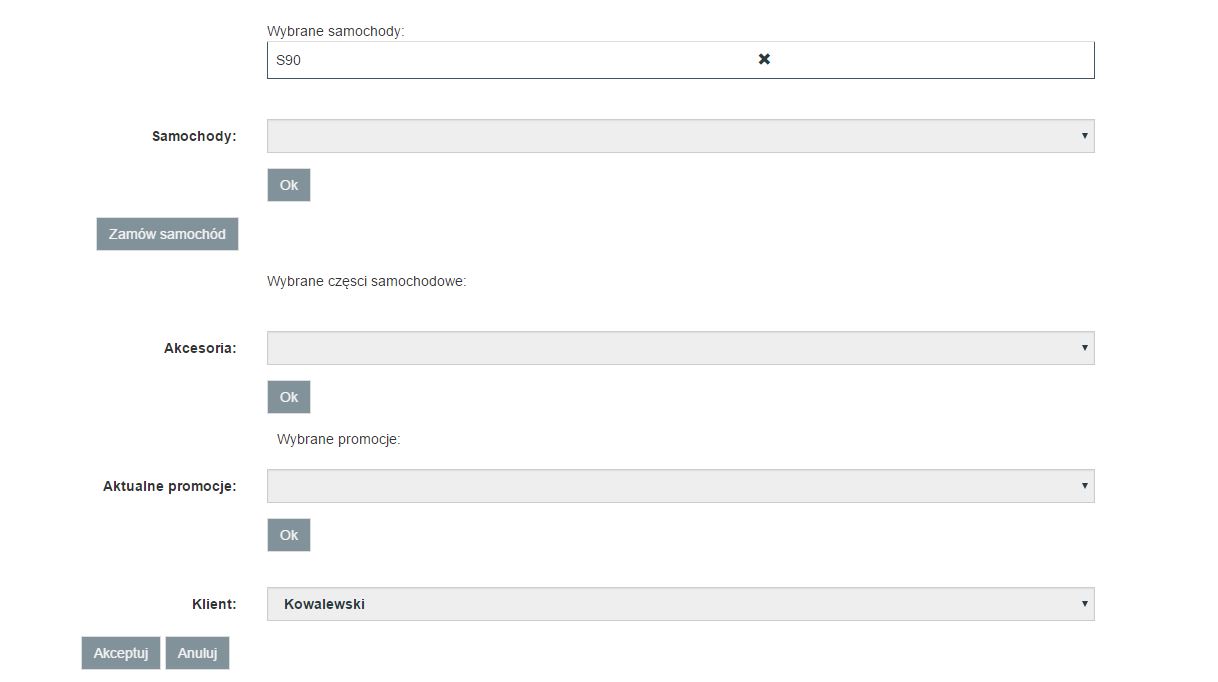 Wybrane samochody:
S90
Samochody:
Ok
Zamów samochód
Wybrane częsci samochodowe:
Akcesoria:
Ok
Wybrane promocje:
Aktualne promocje:
Ok
Klient: Kowalewski
Akceptuj Anuluj